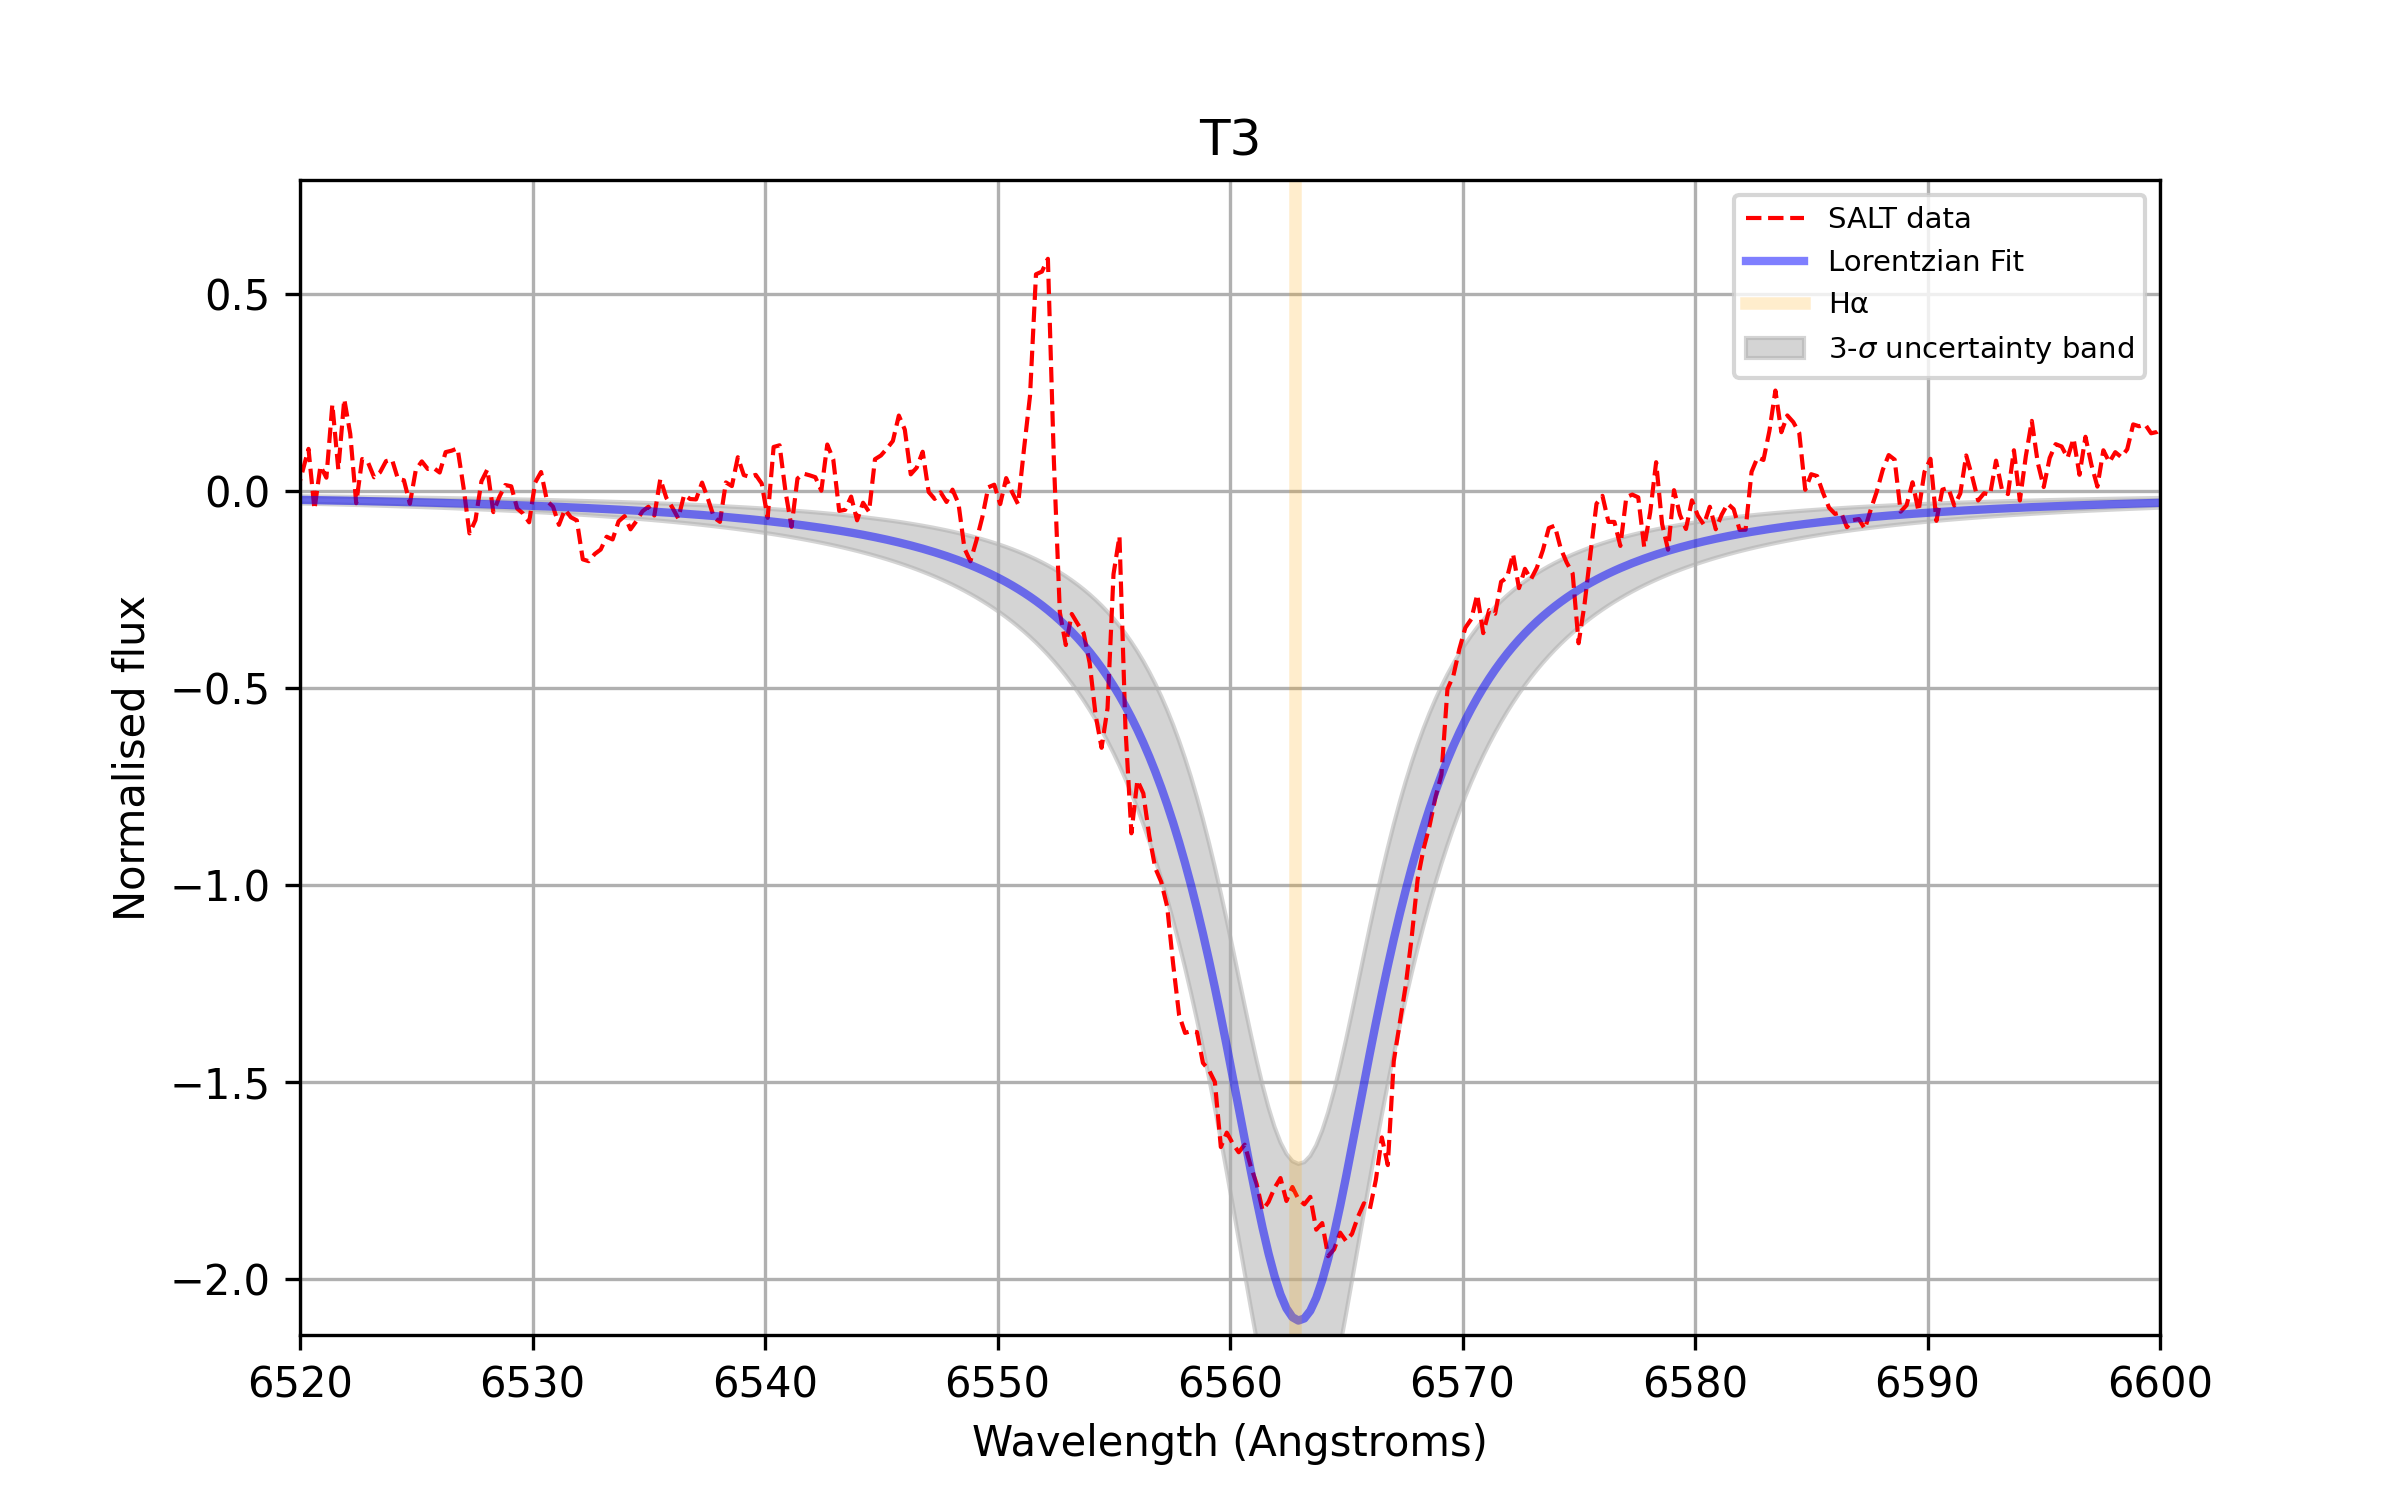 T3
SALT data
Lorentzian Fit
Hα
3-σ uncertainty band
0.5
0.0
−0.5
−1.0
−1.5
−2.0
Normalised flux
6520 6530 6540 6550 6560 6570 6580 6590 6600
Wavelength (Angstroms)